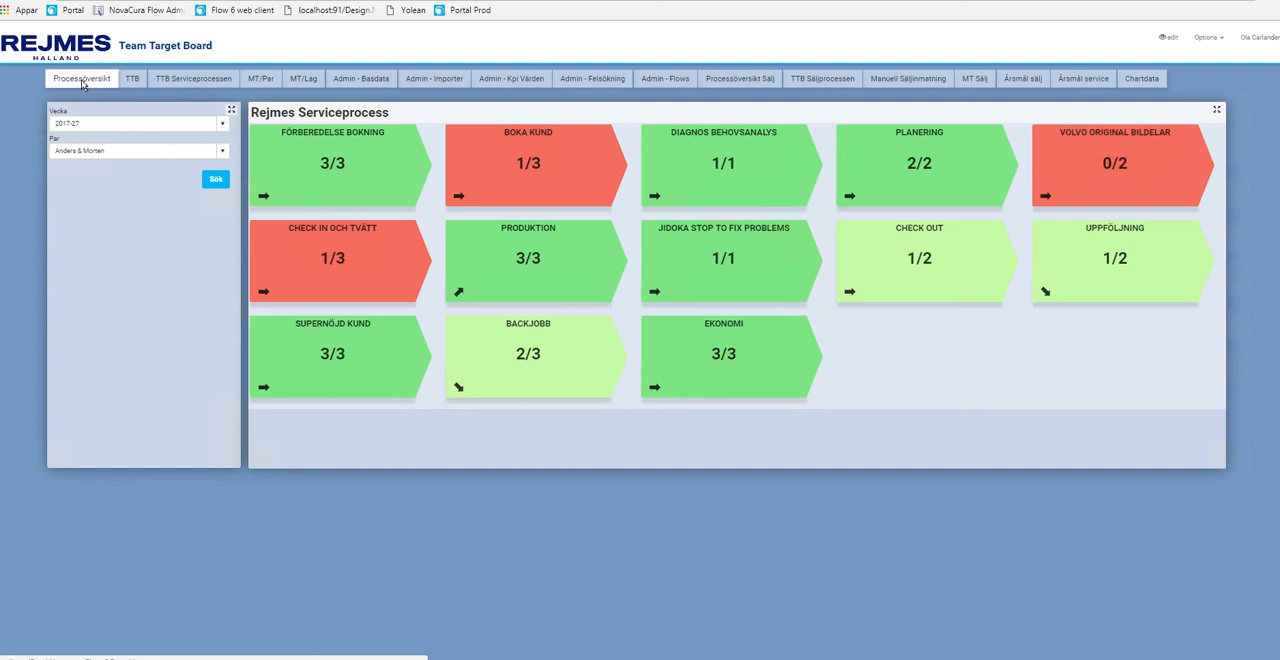 Appar Portal NovaCura Flow Adm Flow 6 web client localhost:91/Design. Yolean Portal Prod
REJMES
HALLAND
Team Target Board
edit Options Ola Carlander
Processöversikt TTB TTB Serviceprocessen MT/Par MT/Lag Admin - Basdata Admin - Importer Admin - Kpi Värden Admin - Felsökning Admin - Flows Processöversikt Sälj TTB Säljprocessen Manuell Säljinmatning MT Sälj Årsmål sälj Årsmål service Chartdata
Vecka
2017-27
Par
Anders & Morten
Sök
Rejmes Serviceprocess
FÖRBEREDELSE BOKNING BOKA KUND DIAGNOS BEHOVSANALYS PLANERING VOLVO ORIGINAL BILDELAR
3/3 1/3 1/1 2/2 0/2
CHECK IN OCH TVÄTT PRODUKTION JIDOKA STOP TO FIX PROBLEMS CHECK OUT UPPFÖLJNING
1/3 3/3 1/1 1/2 1/2
SUPERNÖJD KUND BACKJOBB EKONOMI
3/3 2/3 3/3